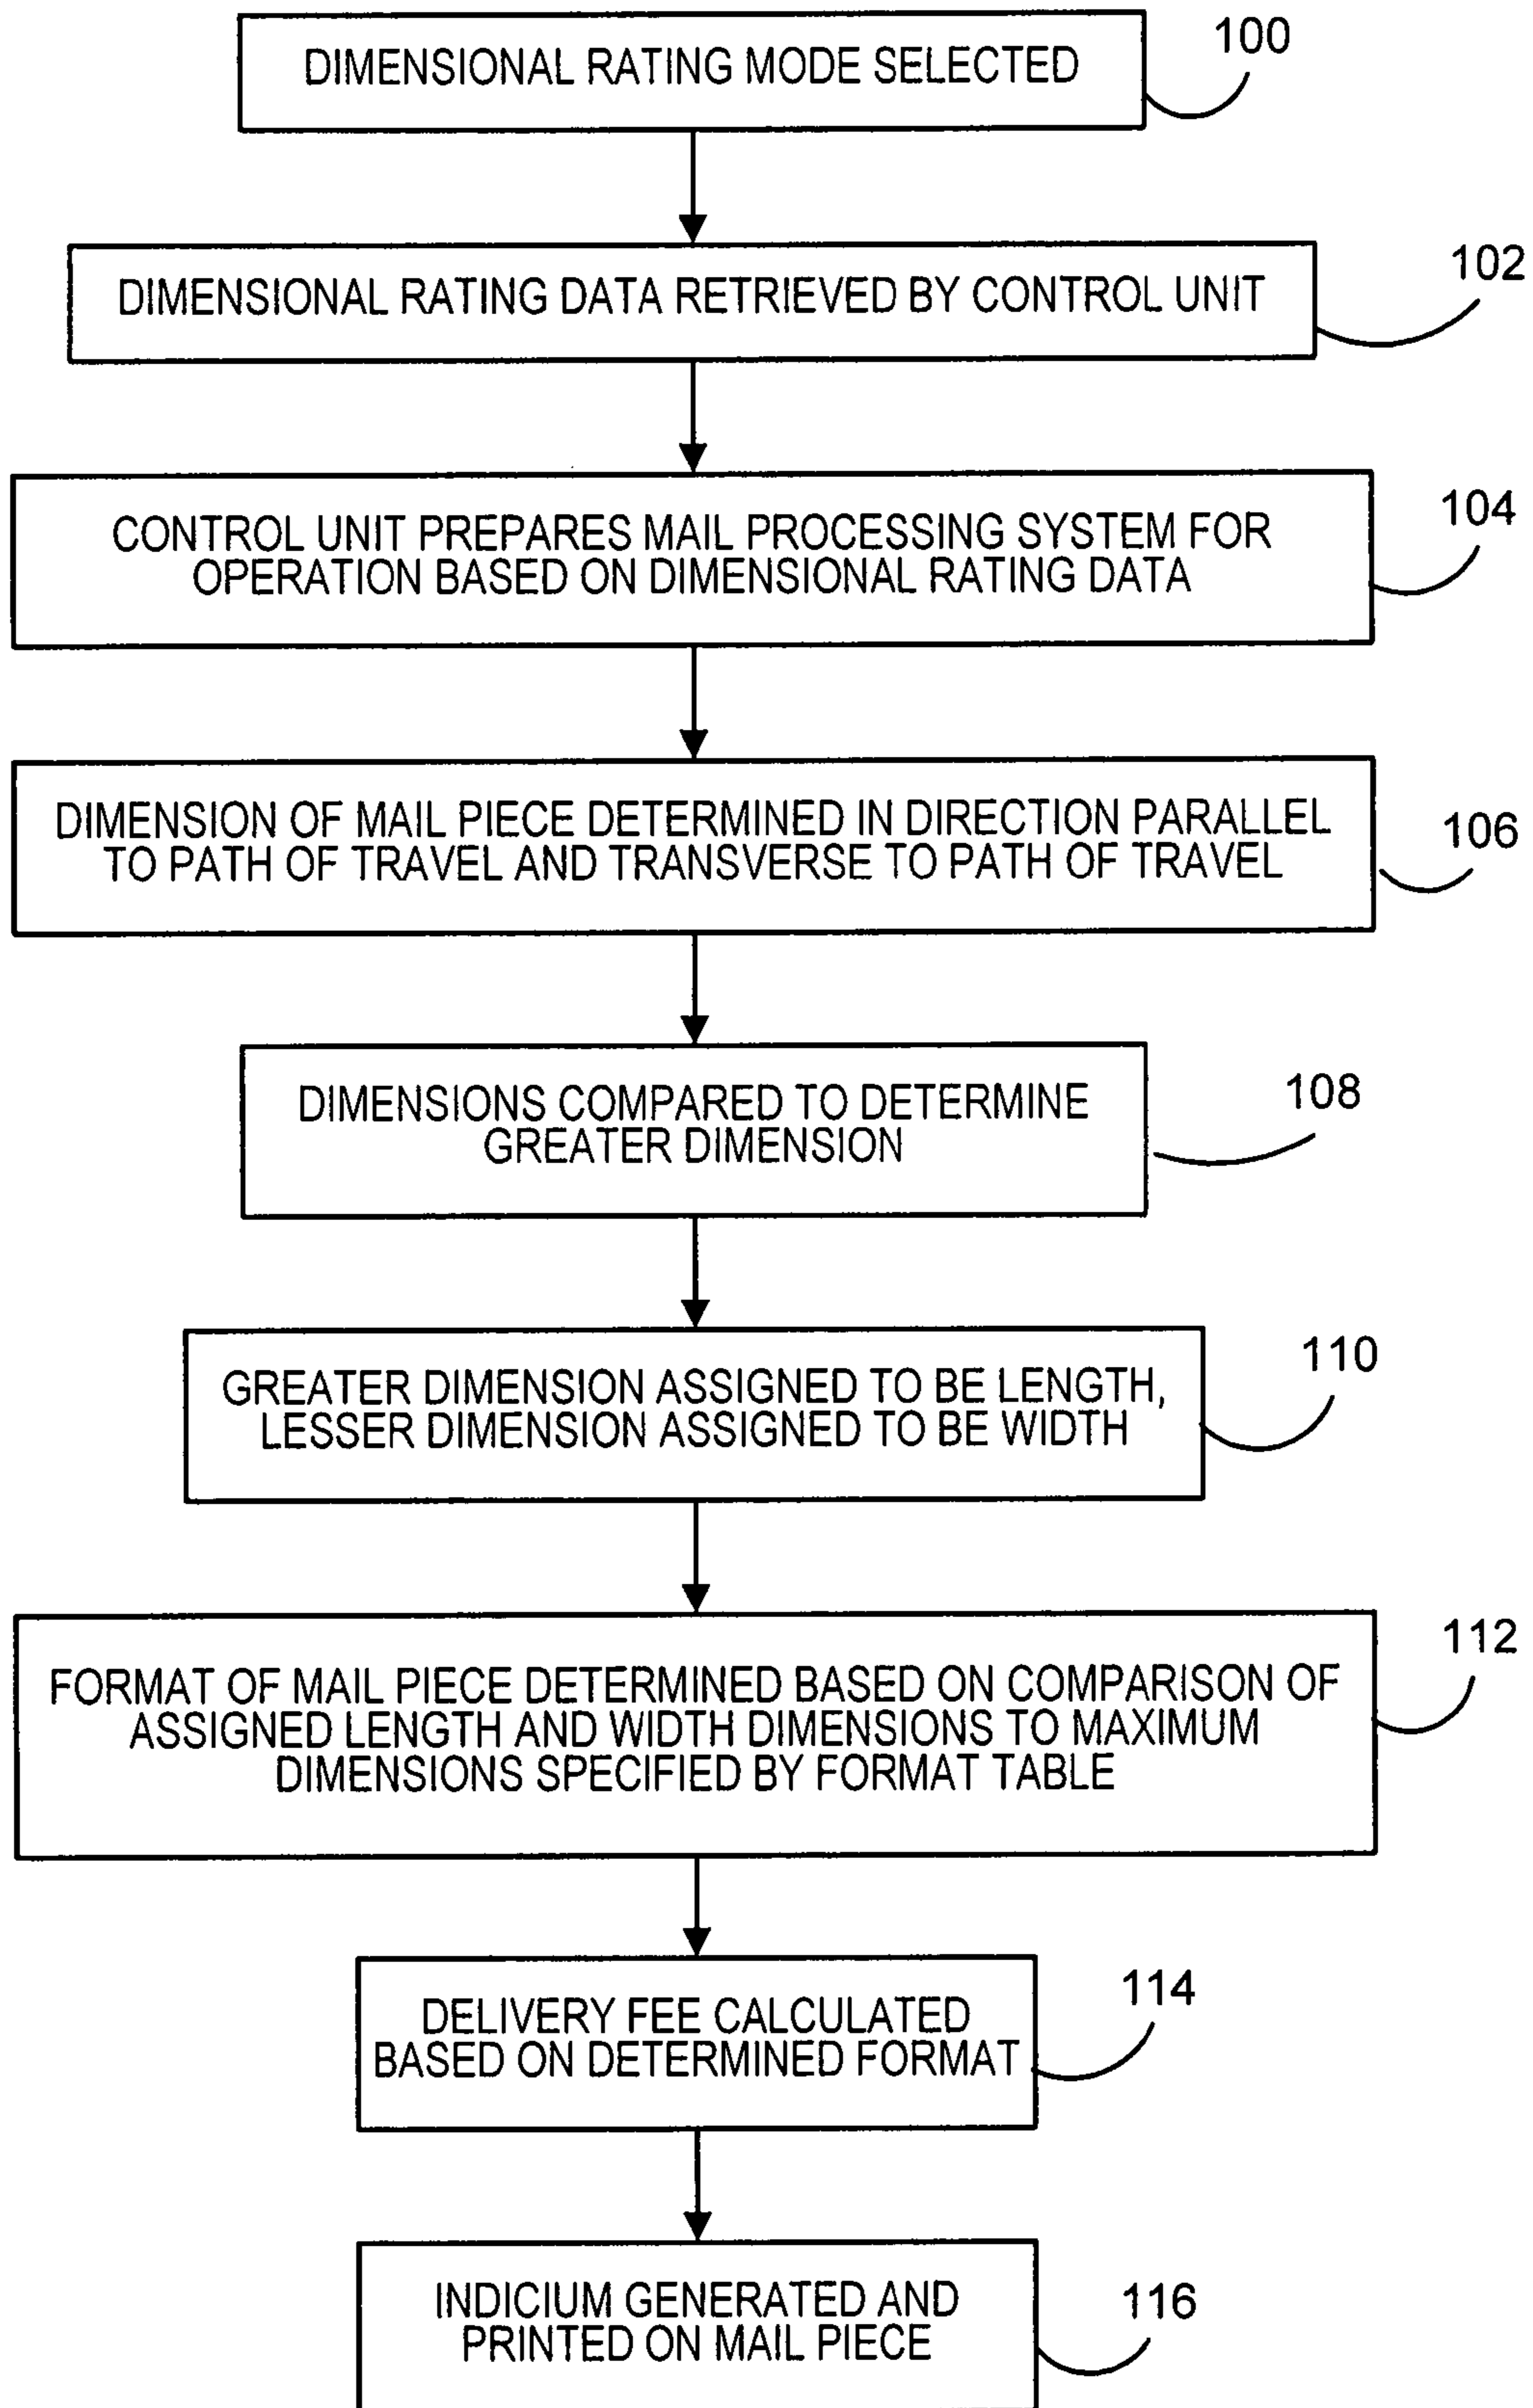 DIMENSIONAL RATING MODE SELECTED
100
DIMENSIONAL RATING DATA RETRIEVED BY CONTROL UNIT
102
CONTROL UNIT PREPARES MAIL PROCESSING SYSTEM FOR
OPERATION BASED ON DIMENSIONAL RATING DATA
104
DIMENSION OF MAIL PIECE DETERMINED IN DIRECTION PARALLEL
TO PATH OF TRAVEL AND TRANSVERSE TO PATH OF TRAVEL
106
DIMENSIONS COMPARED TO DETERMINE
GREATER DIMENSION
108
GREATER DIMENSION ASSIGNED TO BE LENGTH,
LESSER DIMENSION ASSIGNED TO BE WIDTH
110
FORMAT OF MAIL PIECE DETERMINED BASED ON COMPARISON OF
ASSIGNED LENGTH AND WIDTH DIMENSIONS TO MAXIMUM
DIMENSIONS SPECIFIED BY FORMAT TABLE
112
DELIVERY FEE CALCULATED
BASED ON DETERMINED FORMAT
114
INDICIUM GENERATED AND
PRINTED ON MAIL PIECE
116